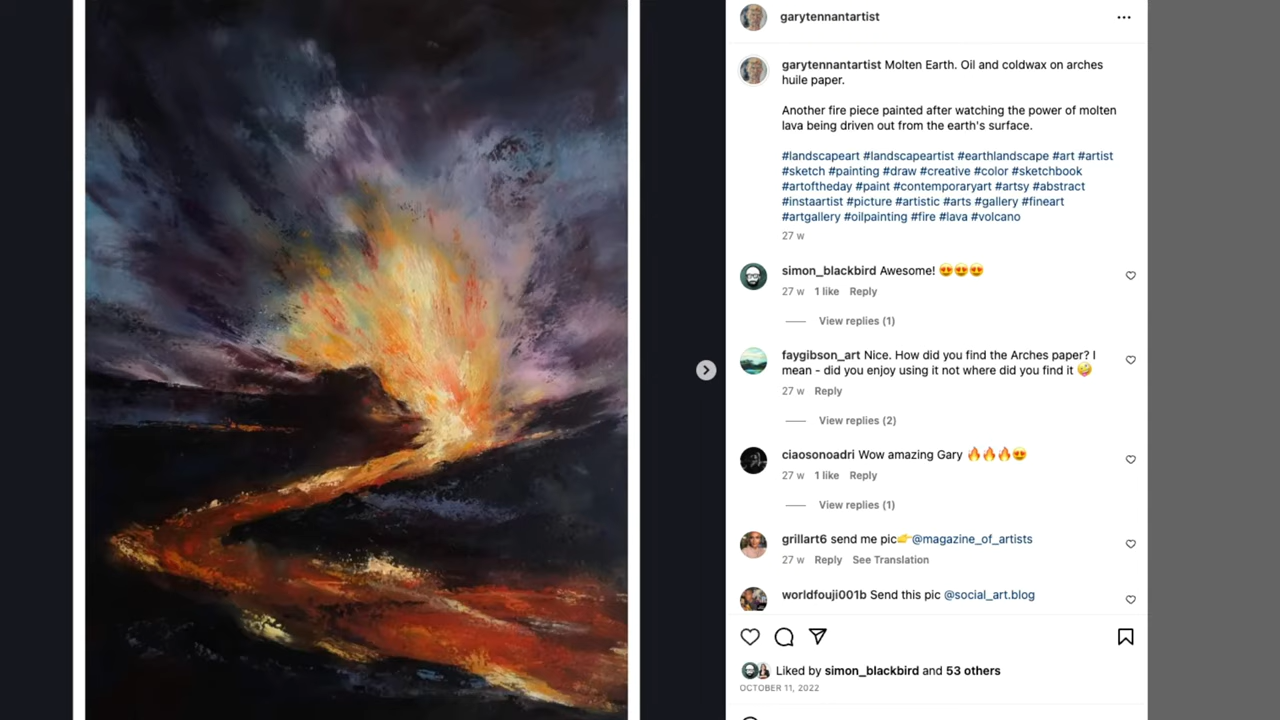 garytennantartist
garytennantartist Molten Earth. Oil and coldwax on arches
huile paper.
Another fire piece painted after watching the power of molten
lava being driven out from the earth's surface.
#landscapeart #landscapeartist #earthlandscape #art #artist
#sketch #painting #draw #creative #color #sketchbook
#artoftheday #paint #contemporaryart #artsy #abstract
#instaartist #picture #artistic #arts #gallery #fineart
#artgallery #oilpainting #fire #lava #volcano
27 w
simon_blackbird Awesome! 😍😍😍
27 w 1 like Reply
View replies (1)
faygibson_art Nice. How did you find the Arches paper? I
mean - did you enjoy using it not where did you find it 🤪
27 w Reply
View replies (2)
ciaosonoadri Wow amazing Gary 🔥🔥🔥😍
27 w 1 like Reply
View replies (1)
grillart6 send me pic👉@magazine_of_artists
27 w Reply See Translation
worldfouji001b Send this pic @social_art.blog
Liked by simon_blackbird and 53 others
OCTOBER 11, 2022